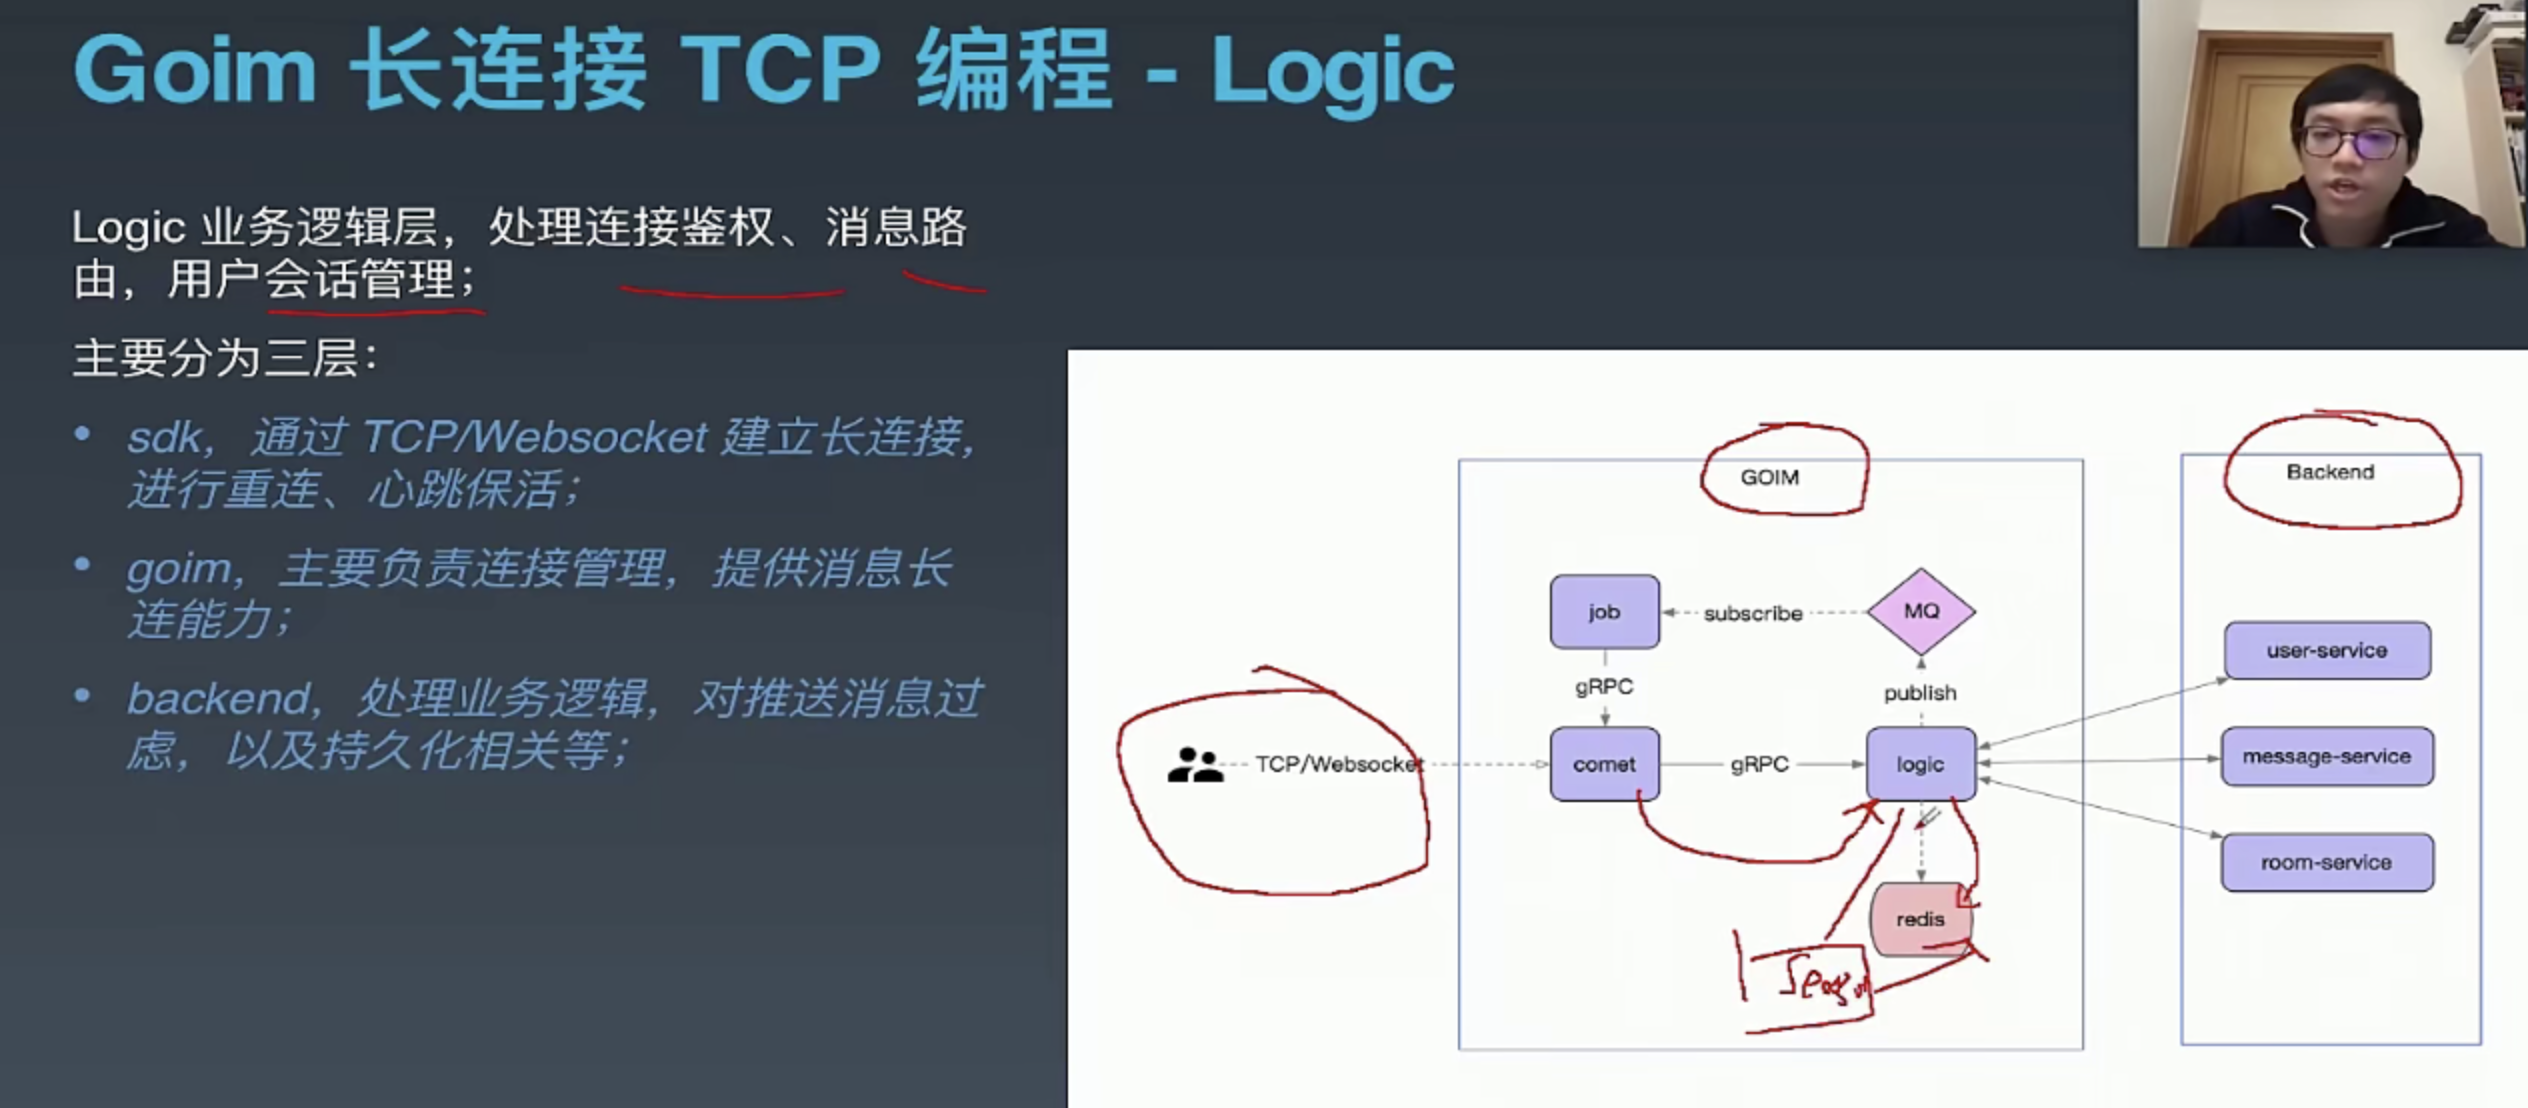 Goim 长连接 TCP 编程 - Logic
Logic 业务逻辑层，处理连接鉴权、消息路
由，用户会话管理；
主要分为三层：
• sdk，通过 TCP/Websocket 建立长连接，
进行重连、心跳保活；
• goim，主要负责连接管理，提供消息长
连能力；
• backend，处理业务逻辑，对推送消息过
虑，以及持久化相关等；
GOIM
Backend
job
subscribe
MQ
gRPC
publish
user-service
TCP/Websocket
comet
gRPC
logic
message-service
room-service
redis